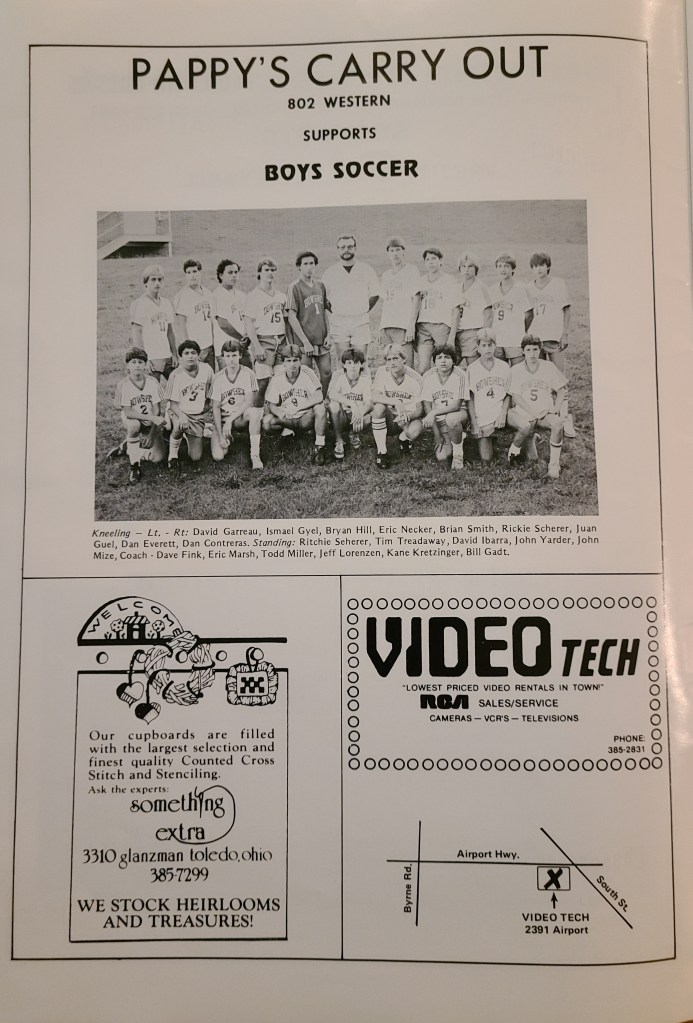 PAPPY'S CARRY OUT
802 WESTERN
SUPPORTS
BOYS SOCCER
Kneeling – Lt. - Rt: David Garreau, Ismael Gyel, Bryan Hill, Eric Necker, Brian Smith, Rickie Scherer, Juan
Guel, Dan Everett, Dan Contreras. Standing: Ritchie Seherer, Tim Treadaway, David Ibarra, John Yarder, John
Mize, Coach - Dave Fink, Eric Marsh, Todd Miller, Jeff Lorenzen, Kane Kretzinger, Bill Gadt.
WELCOME
Our cupboards are filled
with the largest selection and
finest quality Counted Cross
Stitch and Stenciling.
Ask the experts:
something
extra
3310 glanzman toledo, ohio
385-7299
WE STOCK HEIRLOOMS
AND TREASURES!
VIDEO TECH
"LOWEST PRICED VIDEO RENTALS IN TOWN!"
RCA SALES/SERVICE
CAMERAS – VCR'S – TELEVISIONS
PHONE:
385-2831
Airport Hwy.
Byrne Rd.
South St.
X
VIDEO TECH
2391 Airport